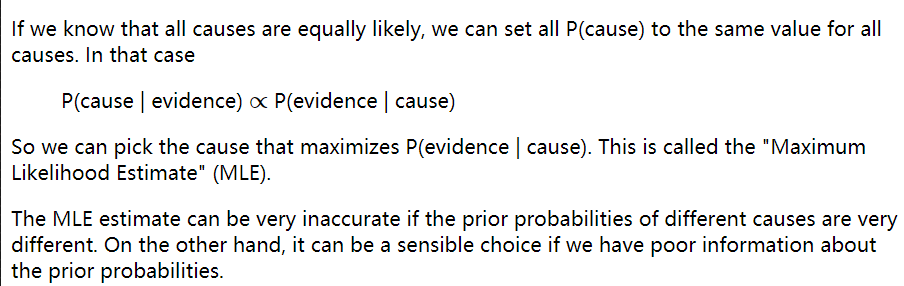 If we know that all causes are equally likely, we can set all P(cause) to the same value for all
causes. In that case
P(cause | evidence) ∝ P(evidence | cause)
So we can pick the cause that maximizes P(evidence | cause). This is called the "Maximum
Likelihood Estimate" (MLE).
The MLE estimate can be very inaccurate if the prior probabilities of different causes are very
different. On the other hand, it can be a sensible choice if we have poor information about
the prior probabilities.